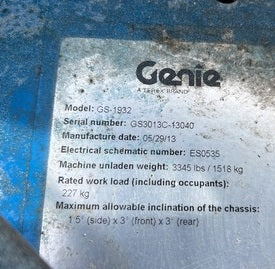 Genie
A TEREX BRAND
Model: GS-1932
Serial number: GS3013C-13040
Manufacture date: 05/29/13
Electrical schematic number: ES0535
Machine unladen weight: 3345 lbs / 1518 kg
Rated work load (including occupants):
227 kg
Maximum allowable inclination of the chassis:
1.5° (side) x 3° (front) x 3° (rear)